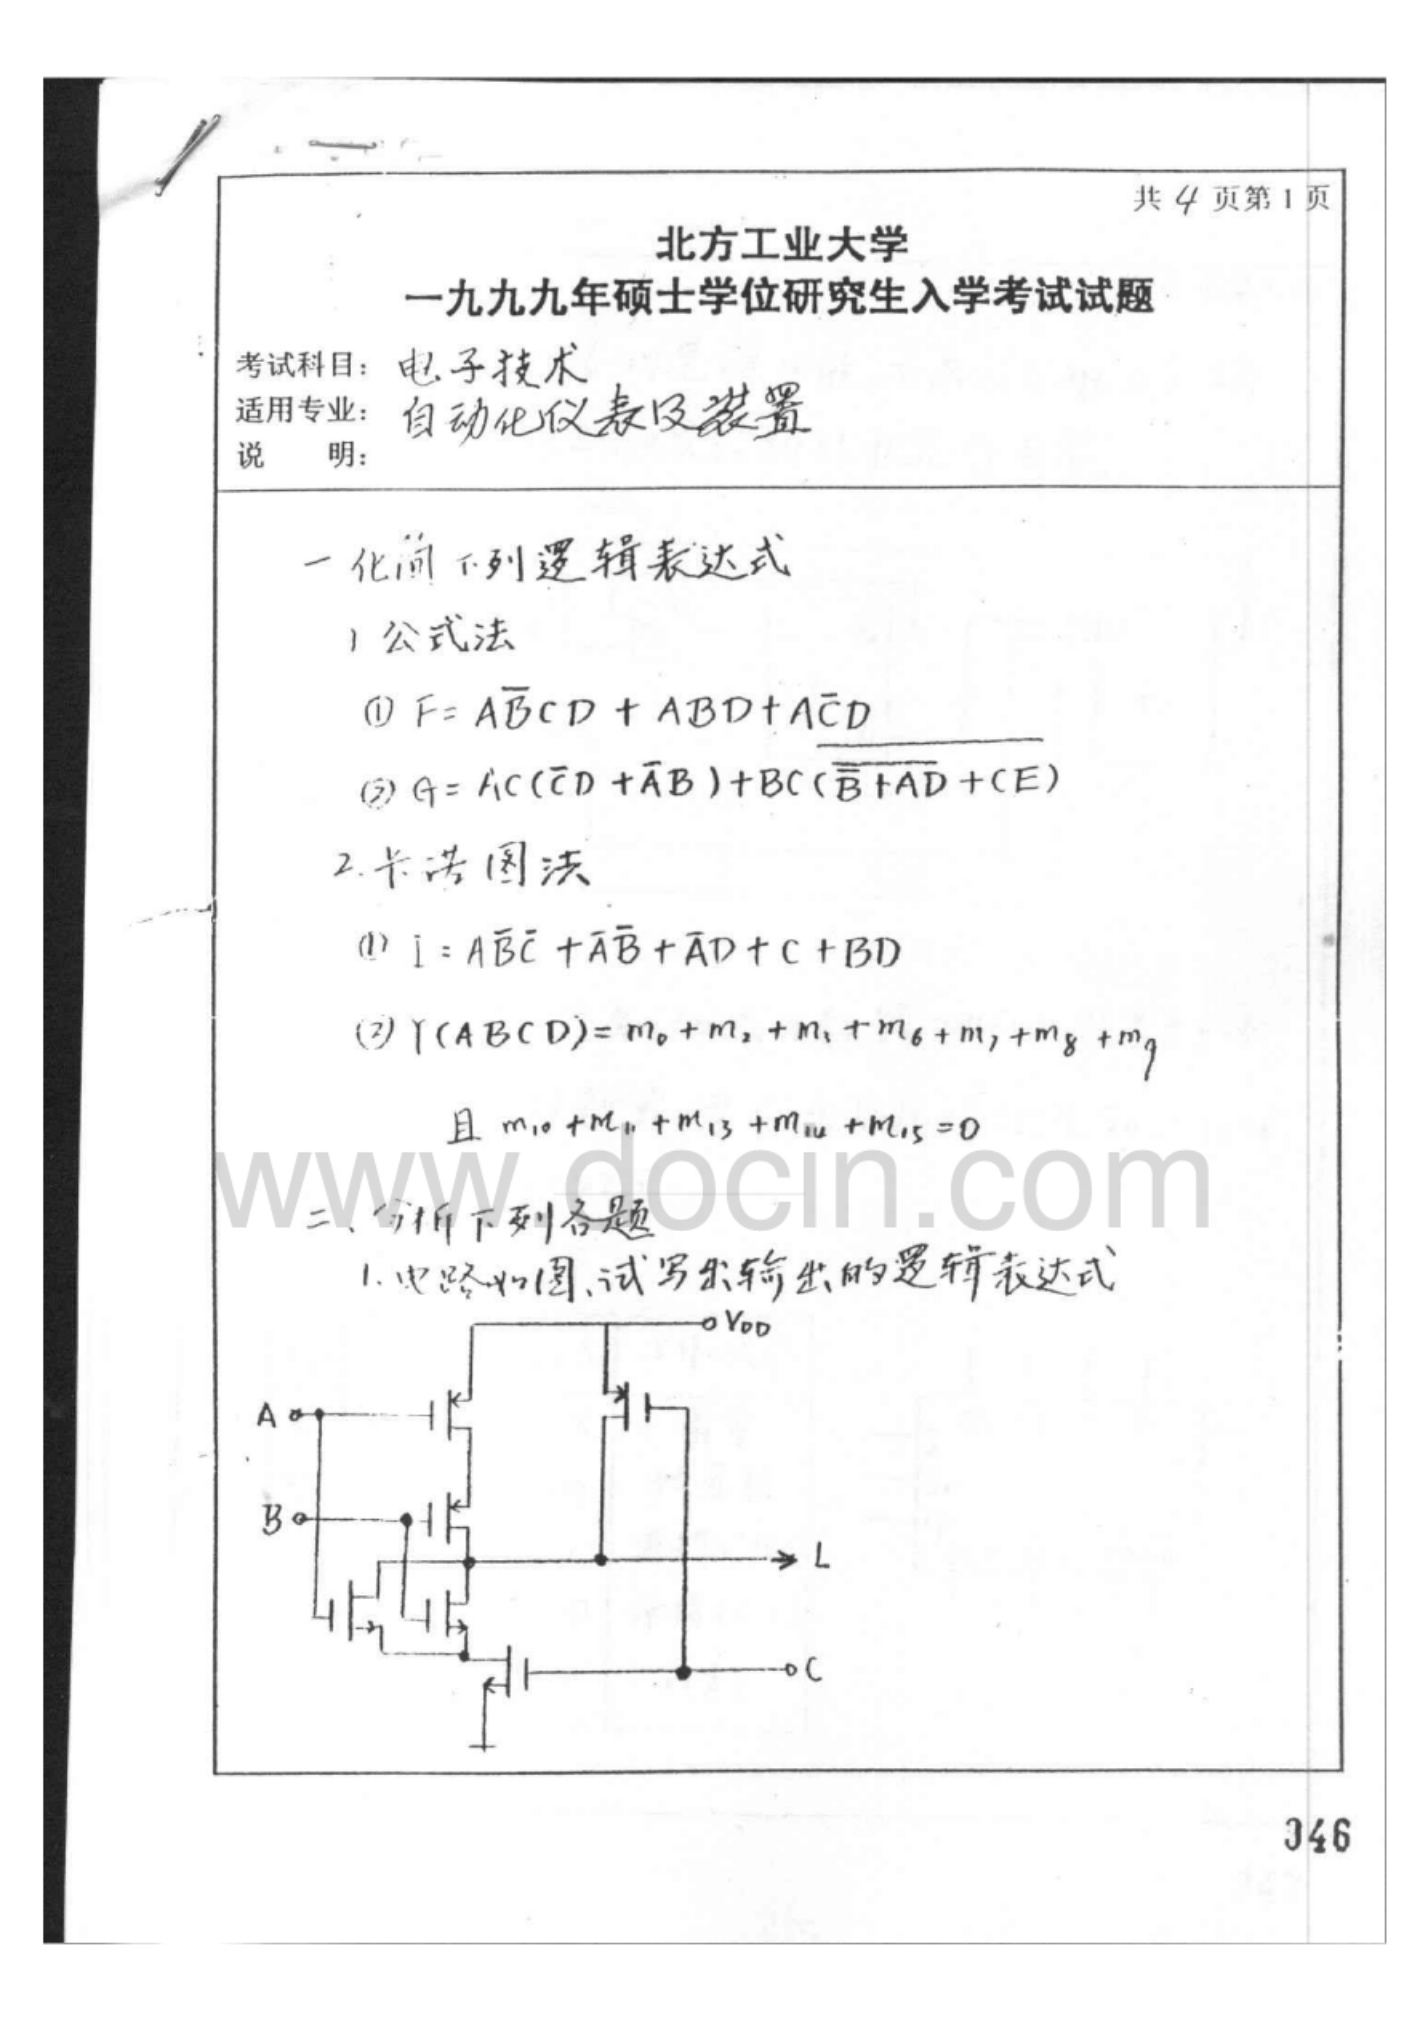 共 4 页第 1 页
北方工业大学
一九九九年硕士学位研究生入学考试试题
考试科目: 电子技术
适用专业: 自动化仪表及装置
说 明:
一 化简下列逻辑表达式
1 公式法
① F= AB̅CD + ABD + AC̅D
② G= AC(C̅D + A̅B) + BC(
+ CE)
2. 卡诺图法
(1) I = AB̅C̅ + A̅B̅ + A̅D + C + BD
(2) Y(ABCD)= m₀ + m₂ +
+ m₆ + m₇ + m₈ + m₉
且 m₁₀ + m₁₁ + m₁₃ + m₁₄ + m₁₅ = 0
www.docin.com
二、分析下列各题
1. 电路如图、试写出输出的逻辑表达式
VDD
A
B
L
C
046